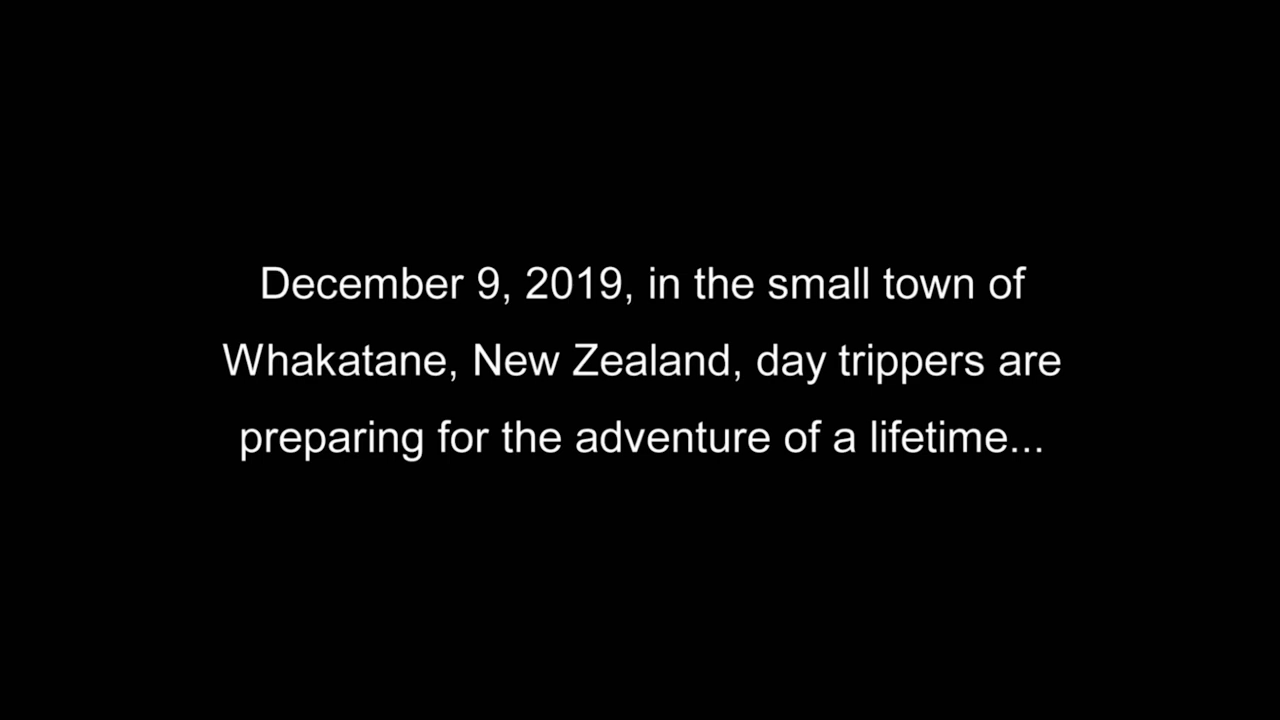 December 9, 2019, in the small town of
Whakatane, New Zealand, day trippers are
preparing for the adventure of a lifetime...